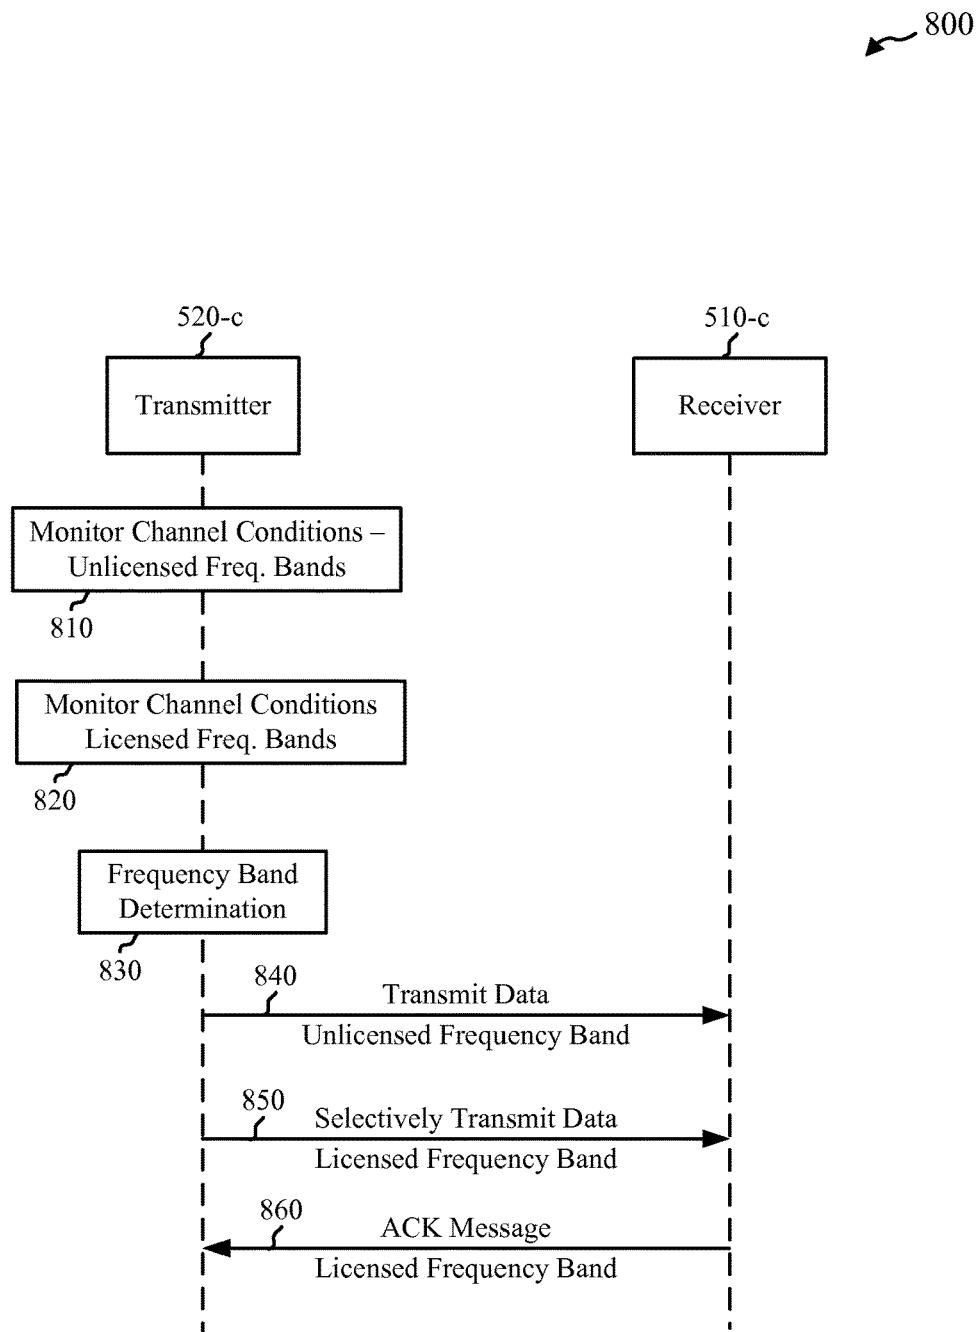 800
520-c
510-c
Transmitter
Receiver
Monitor Channel Conditions –
Unlicensed Freq. Bands
810
Monitor Channel Conditions
Licensed Freq. Bands
820
Frequency Band
Determination
830
840
Transmit Data
Unlicensed Frequency Band
850
Selectively Transmit Data
Licensed Frequency Band
860
ACK Message
Licensed Frequency Band